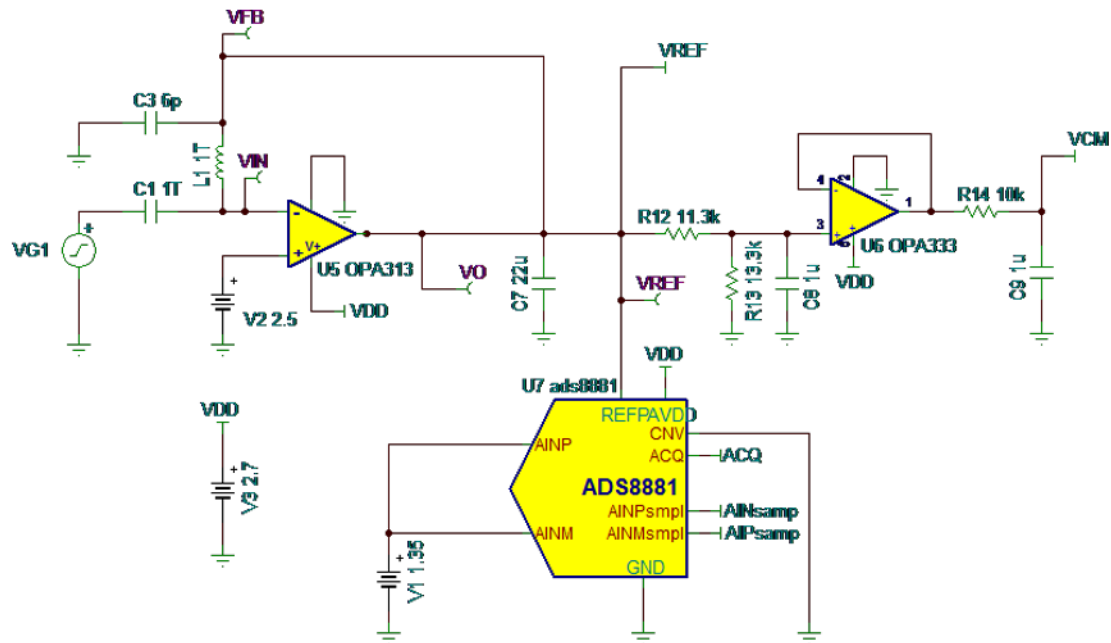 VFB
VREF
C3 6p
VCM
L1 1T
VIN
C1 1T
4
1
R14 10k
R12 11.3k
3
-
+
V+
VG1
+
U5 OPA313
VO
C7 22u
VREF
R13 13.3k
C8 1u
U6 OPA333
VDD
C9 1u
+
VDD
V2 2.5
VDD
U7 ads8881
VDD
REFP
AVDD
CNV
AINP
ACQ
ACQ
+
V3 2.7
ADS8881
AINPsmpl
AINsamp
AINM
AINMsmpl
AIPsamp
+
V1 1.35
GND